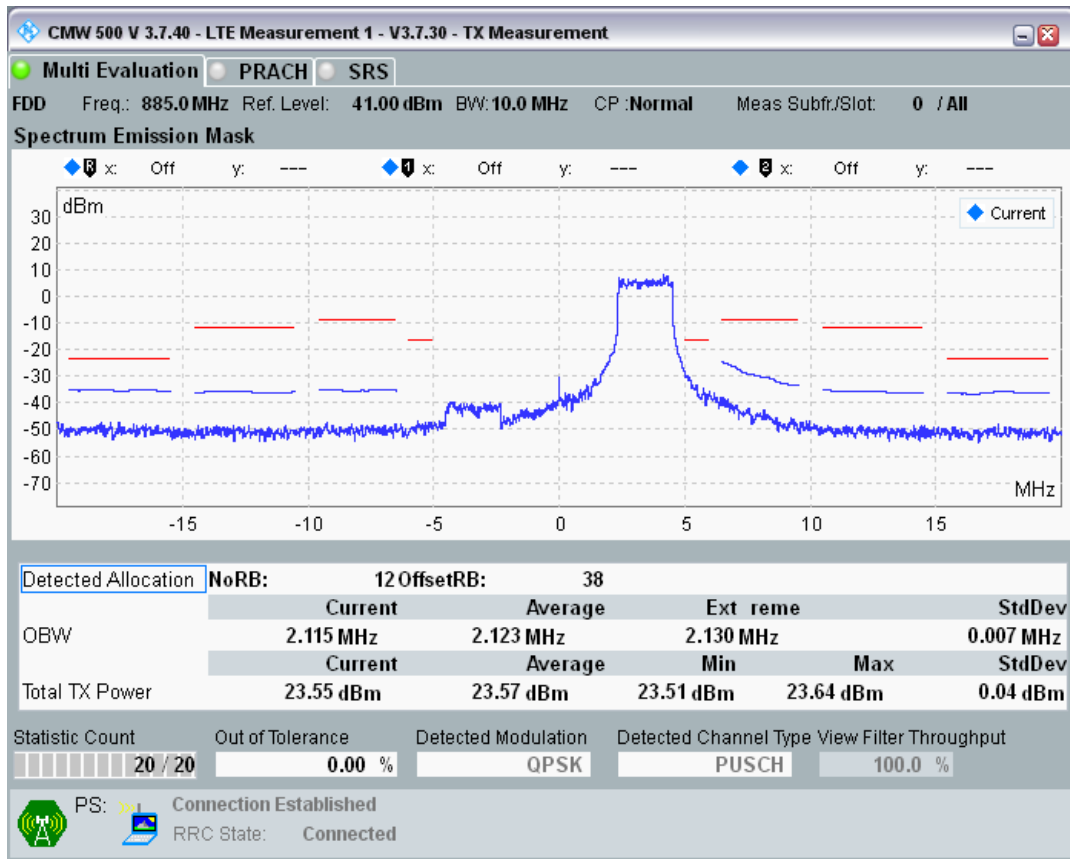 CMW 500 V 3.7.40 - LTE Measurement 1 - V3.7.30 - TX Measurement
Multi Evaluation PRACH SRS
FDD Freq.: 885.0 MHz Ref. Level: 41.00 dBm BW: 10.0 MHz CP :Normal Meas Subfr./Slot: 0 / All
Spectrum Emission Mask
R x: Off y: --- 1 x: Off y: --- 2 x: Off y: ---
dBm
Current
30
20
10
0
-10
-20
-30
-40
-50
-60
-70
MHz
-15 -10 -5 0 5 10 15
Detected Allocation NoRB: 12 OffsetRB: 38
Current Average Ext reme StdDev
OBW 2.115 MHz 2.123 MHz 2.130 MHz 0.007 MHz
Current Average Min Max StdDev
Total TX Power 23.55 dBm 23.57 dBm 23.51 dBm 23.64 dBm 0.04 dBm
Statistic Count Out of Tolerance Detected Modulation Detected Channel Type View Filter Throughput
20 / 20 0.00 % QPSK PUSCH 100.0 %
PS: Connection Established
RRC State: Connected